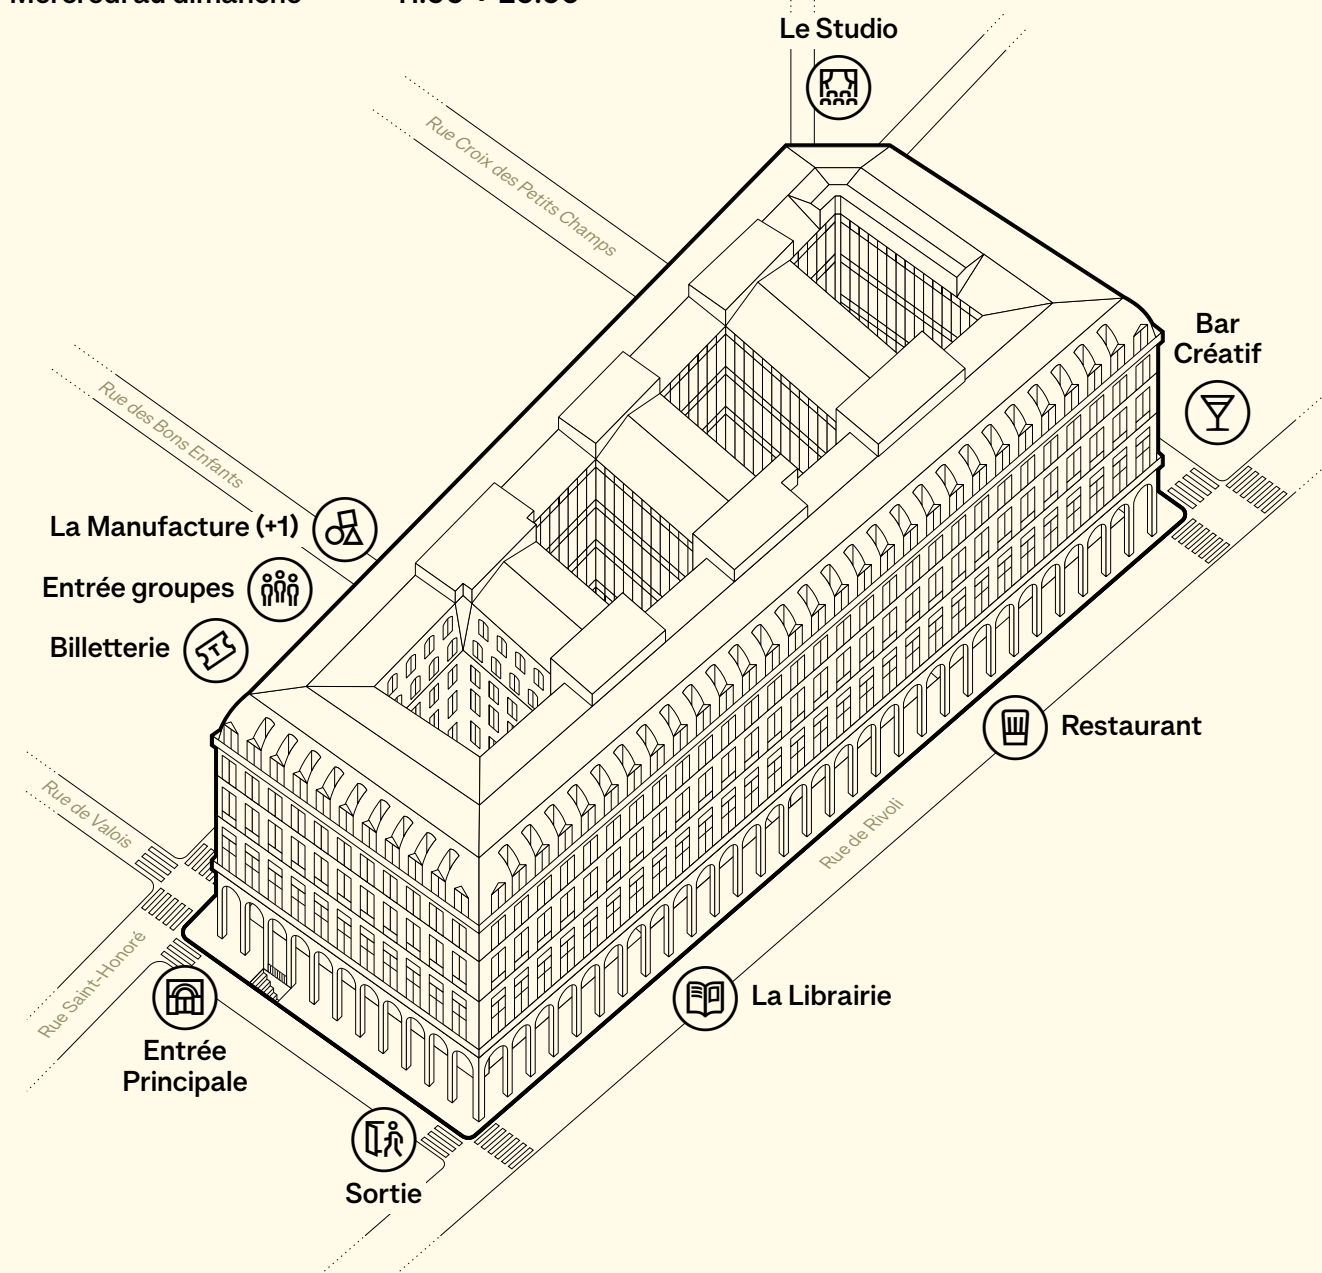 Le Studio
Rue Croix des Petits Champs
Bar
Créatif
Rue des Bons Enfants
La Manufacture (+1)
Entrée groupes
Billetterie
Restaurant
Rue de Valois
Rue de Rivoli
Rue Saint-Honoré
La Librairie
Entrée
Principale
Sortie